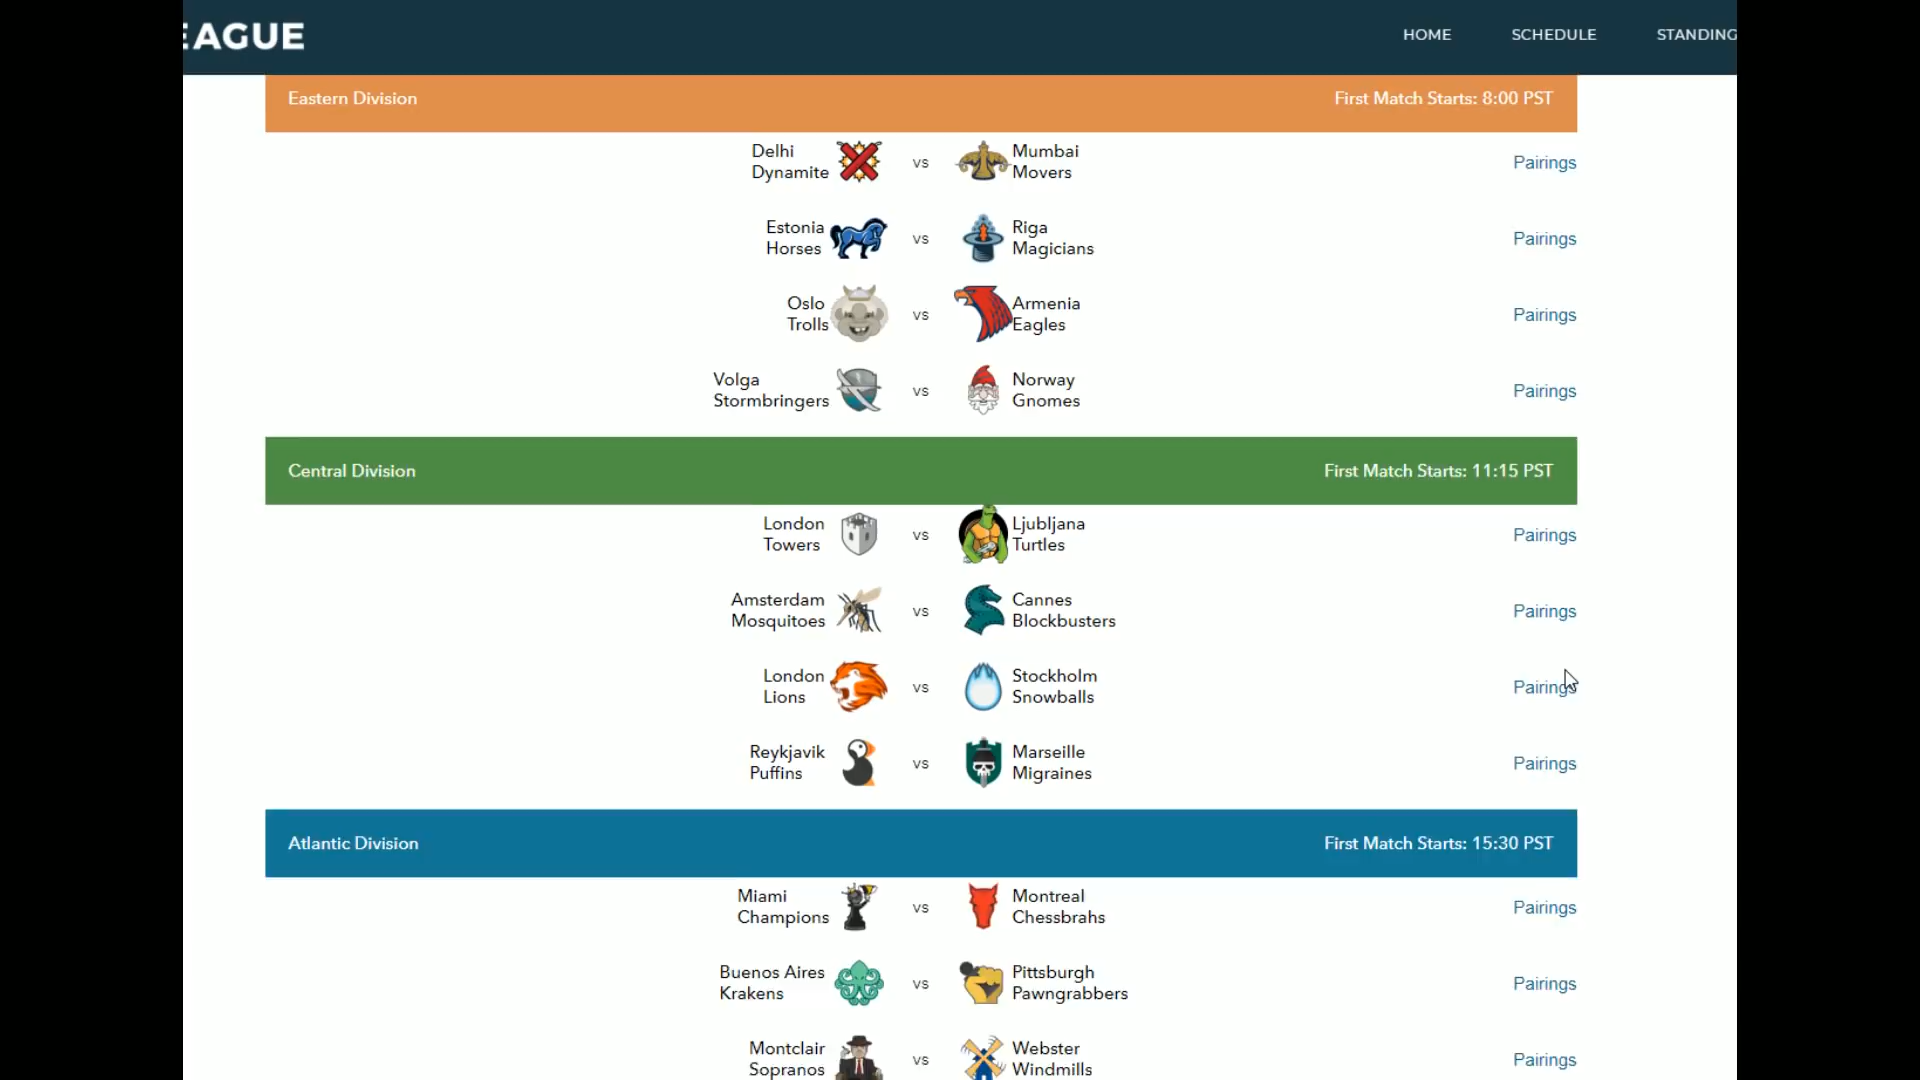 EAGUE
HOME SCHEDULE STANDING
Eastern Division First Match Starts: 8:00 PST
Delhi
Dynamite
vs
Mumbai
Movers
Pairings
Estonia
Horses
vs
Riga
Magicians
Pairings
Oslo
Trolls
vs
Armenia
Eagles
Pairings
Volga
Stormbringers
vs
Norway
Gnomes
Pairings
Central Division First Match Starts: 11:15 PST
London
Towers
vs
Ljubljana
Turtles
Pairings
Amsterdam
Mosquitoes
vs
Cannes
Blockbusters
Pairings
London
Lions
vs
Stockholm
Snowballs
Pairings
Reykjavik
Puffins
vs
Marseille
Migraines
Pairings
Atlantic Division First Match Starts: 15:30 PST
Miami
Champions
vs
Montreal
Chessbrahs
Pairings
Buenos Aires
Krakens
vs
Pittsburgh
Pawngrabbers
Pairings
Montclair
Sopranos
vs
Webster
Windmills
Pairings